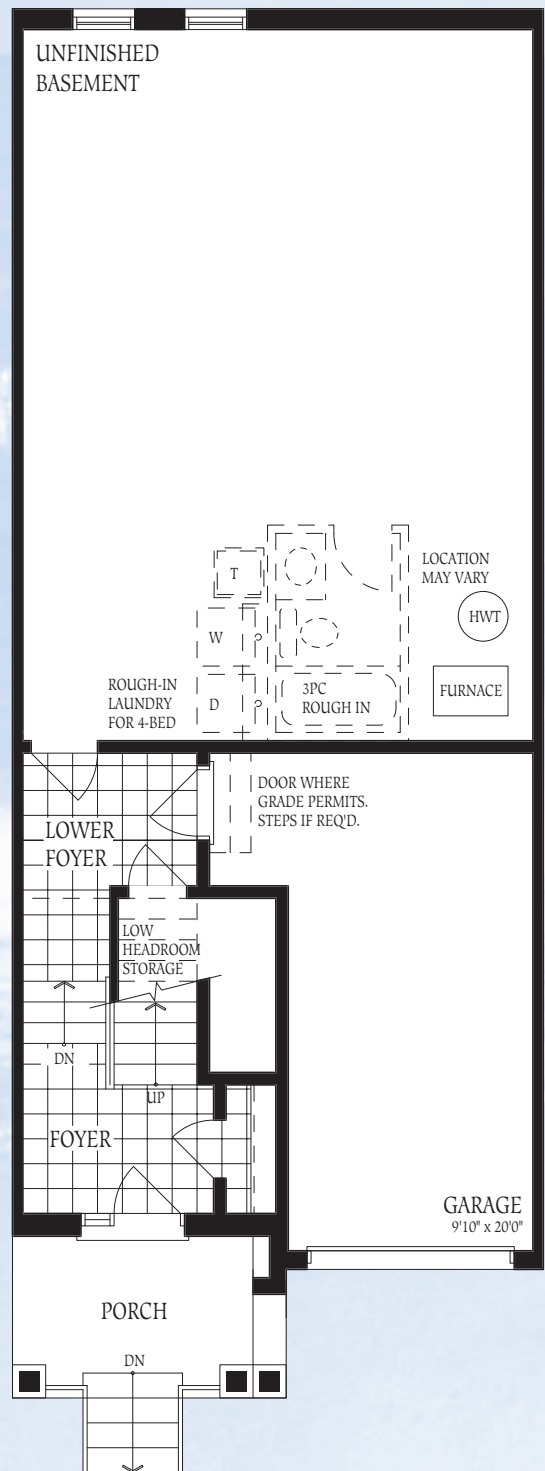 UNFINISHED
BASEMENT
T
LOCATION
MAY VARY
W
HWT
ROUGH-IN
LAUNDRY
FOR 4-BED
D
3PC
ROUGH IN
FURNACE
LOWER
FOYER
DOOR WHERE
GRADE PERMITS.
STEPS IF REQ'D.
LOW
HEADROOM
STORAGE
DN
UP
FOYER
GARAGE
9'10" x 20'0"
PORCH
DN